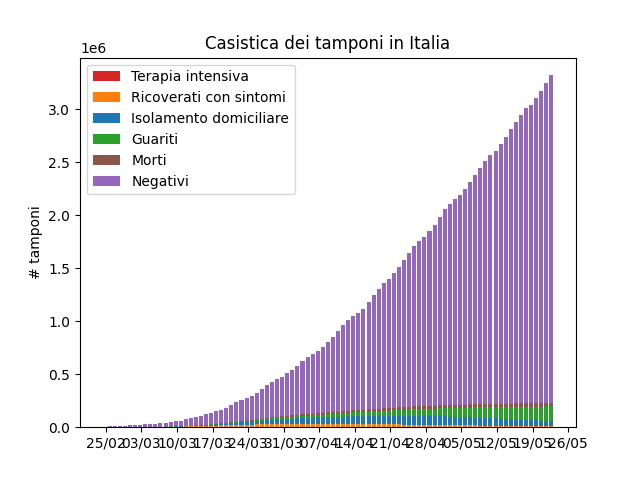 Casistica dei tamponi in Italia
1e6
Terapia intensiva
Ricoverati con sintomi
Isolamento domiciliare
Guariti
Morti
Negativi
# tamponi
3.0
2.5
2.0
1.5
1.0
0.5
0.0
25/02 03/03 10/03 17/03 24/03 31/03 07/04 14/04 21/04 28/04 05/05 12/05 19/05 26/05